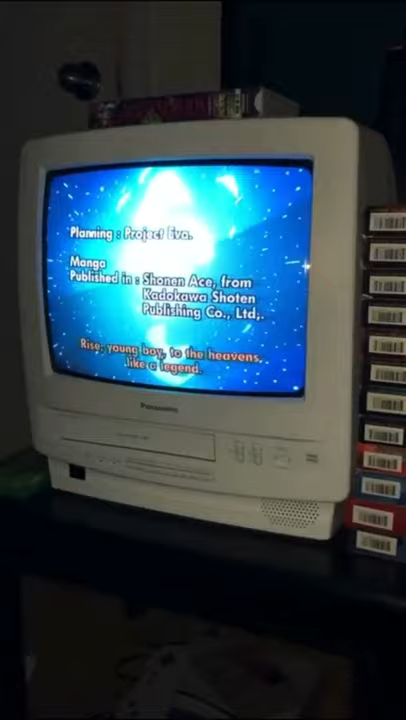 Planning : Project Eva.
Manga
Published in : Shonen Ace, from
Kadokawa Shoten
Publishing Co., Ltd,.
Rise, young boy, to the heavens,
like a legend.
Panasonic